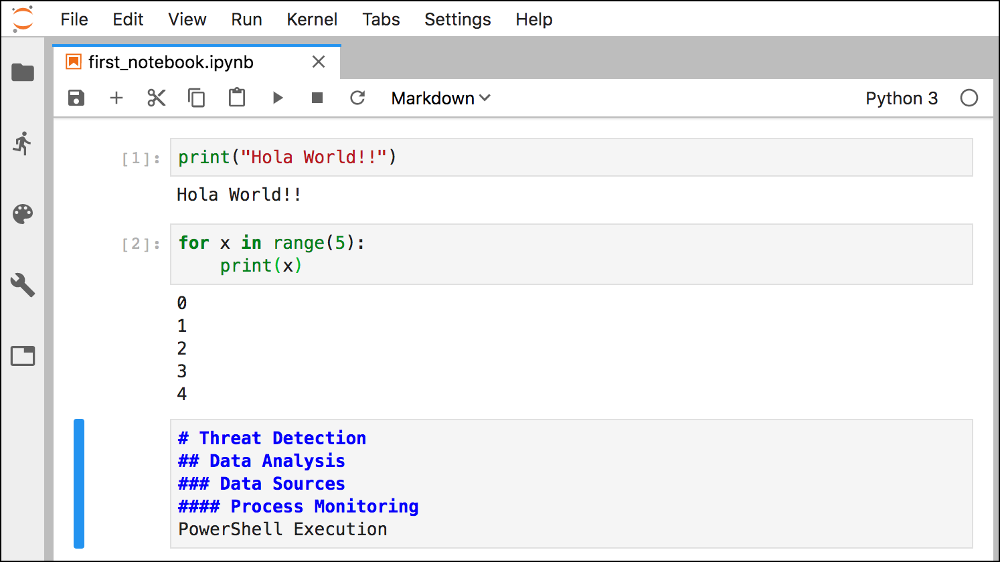 File Edit View Run Kernel Tabs Settings Help
first_notebook.ipynb
Markdown Python 3
[1]: print("Hola World!!")
Hola World!!
[2]: for x in range(5):
    print(x)
0
1
2
3
4
# Threat Detection
## Data Analysis
### Data Sources
#### Process Monitoring
PowerShell Execution